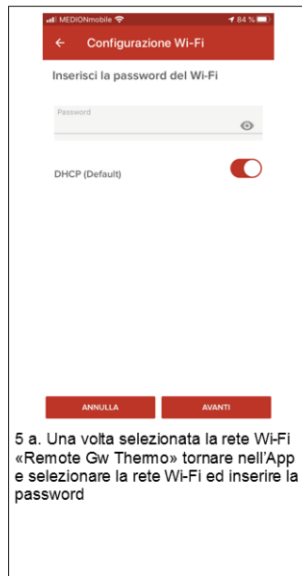 MEDIONmobile 84 %
← Configurazione Wi-Fi
Inserisci la password del Wi-Fi
Password
DHCP (Default)
ANNULLA AVANTI
5 a. Una volta selezionata la rete Wi-Fi
«Remote Gw Thermo» tornare nell'App
e selezionare la rete Wi-Fi ed inserire la
password